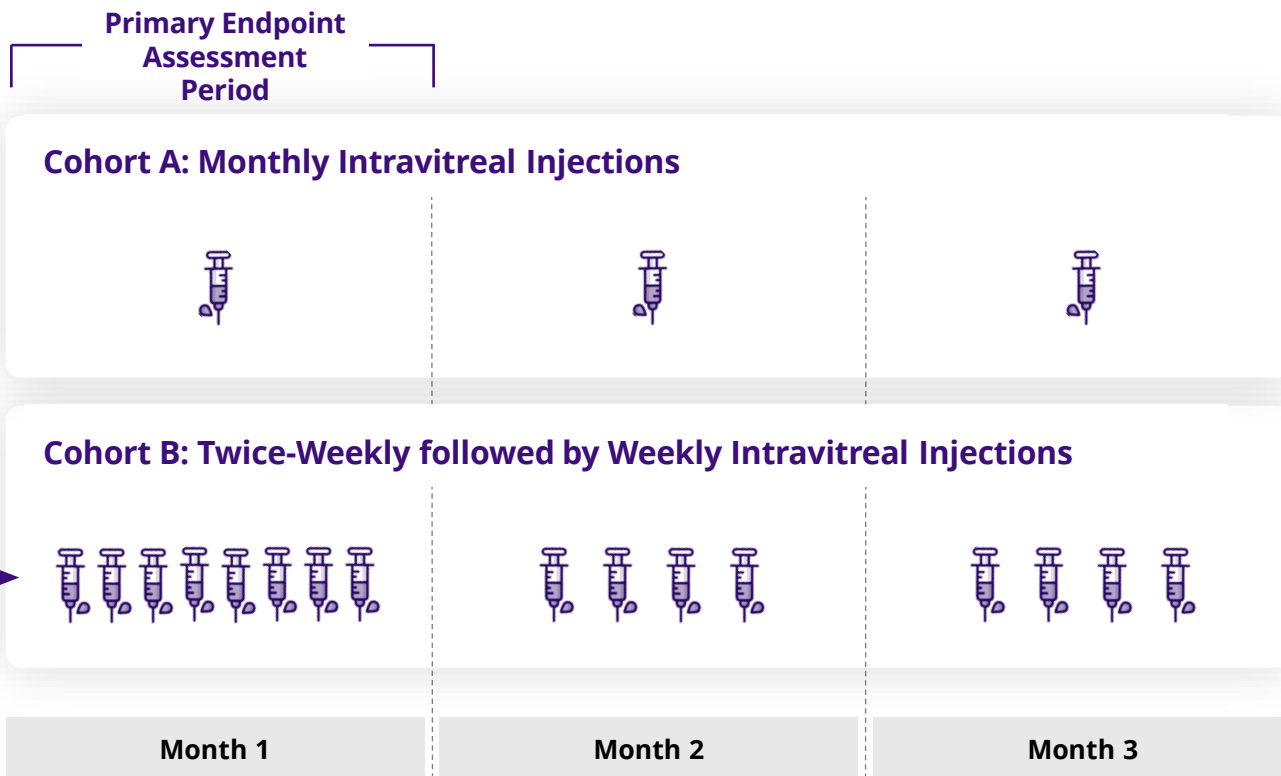 Primary Endpoint
Assessment
Period
Cohort A: Monthly Intravitreal Injections
Cohort B: Twice-Weekly followed by Weekly Intravitreal Injections
Month 1
Month 2
Month 3